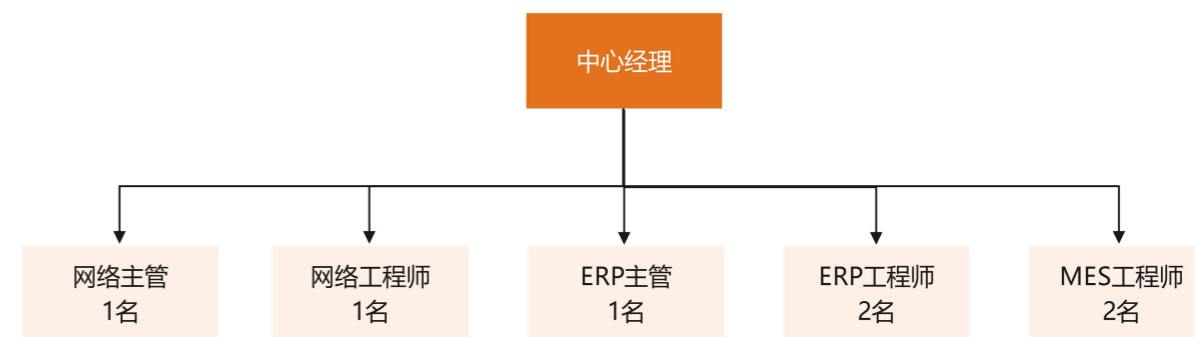 中心经理
网络主管
1名
网络工程师
1名
ERP主管
1名
ERP工程师
2名
MES工程师
2名